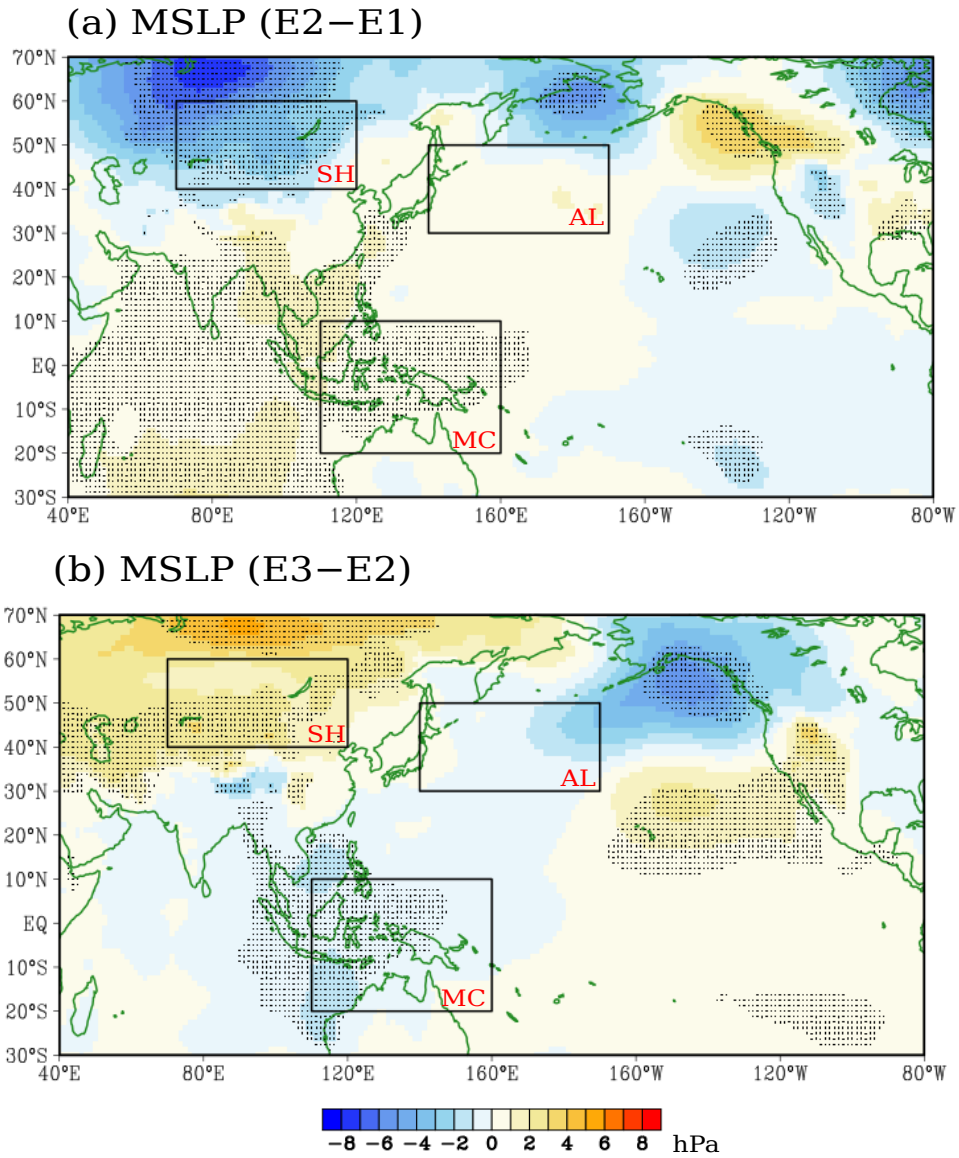 (a) MSLP (E2−E1)
70°N
60°N
50°N
40°N
30°N
20°N
10°N
EQ
10°S
20°S
30°S
SH
AL
MC
40°E 80°E 120°E 160°E 160°W 120°W 80°W
(b) MSLP (E3−E2)
70°N
60°N
50°N
40°N
30°N
20°N
10°N
EQ
10°S
20°S
30°S
SH
AL
MC
40°E 80°E 120°E 160°E 160°W 120°W 80°W
−8 −6 −4 −2 0 2 4 6 8 hPa